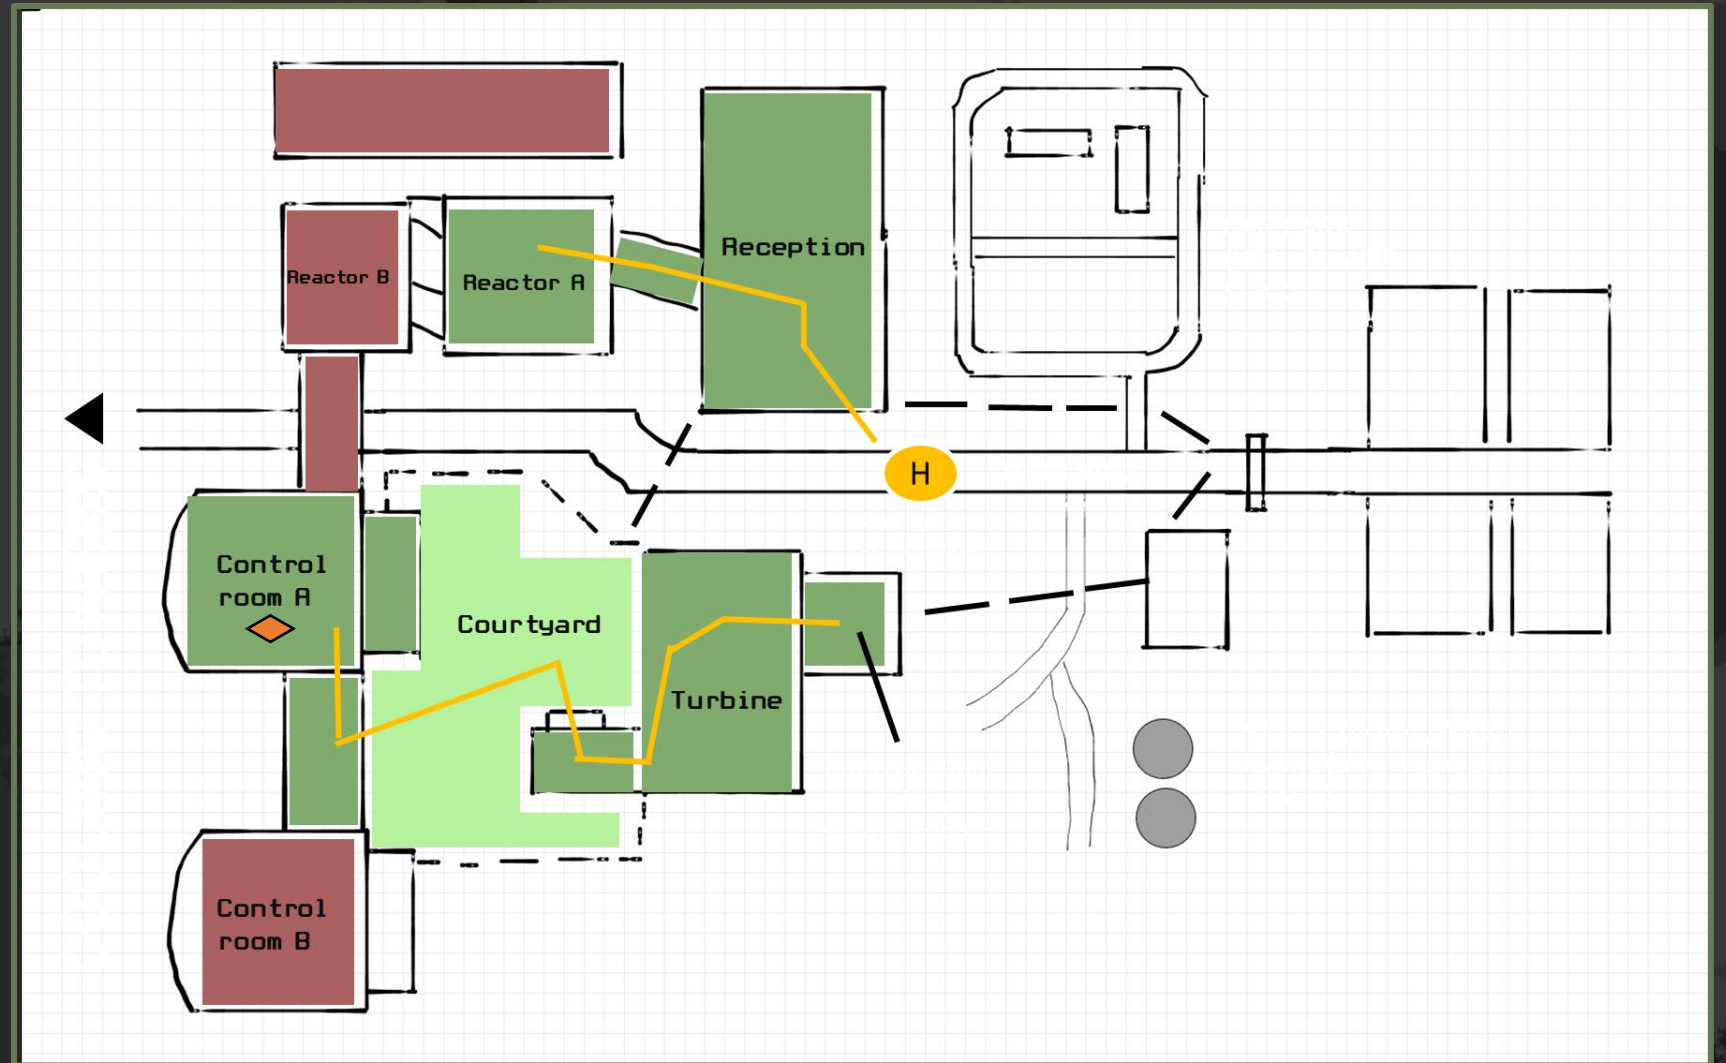 Reception
Reactor B
Reactor A
H
Control
room A
Courtyard
Turbine
Control
room B